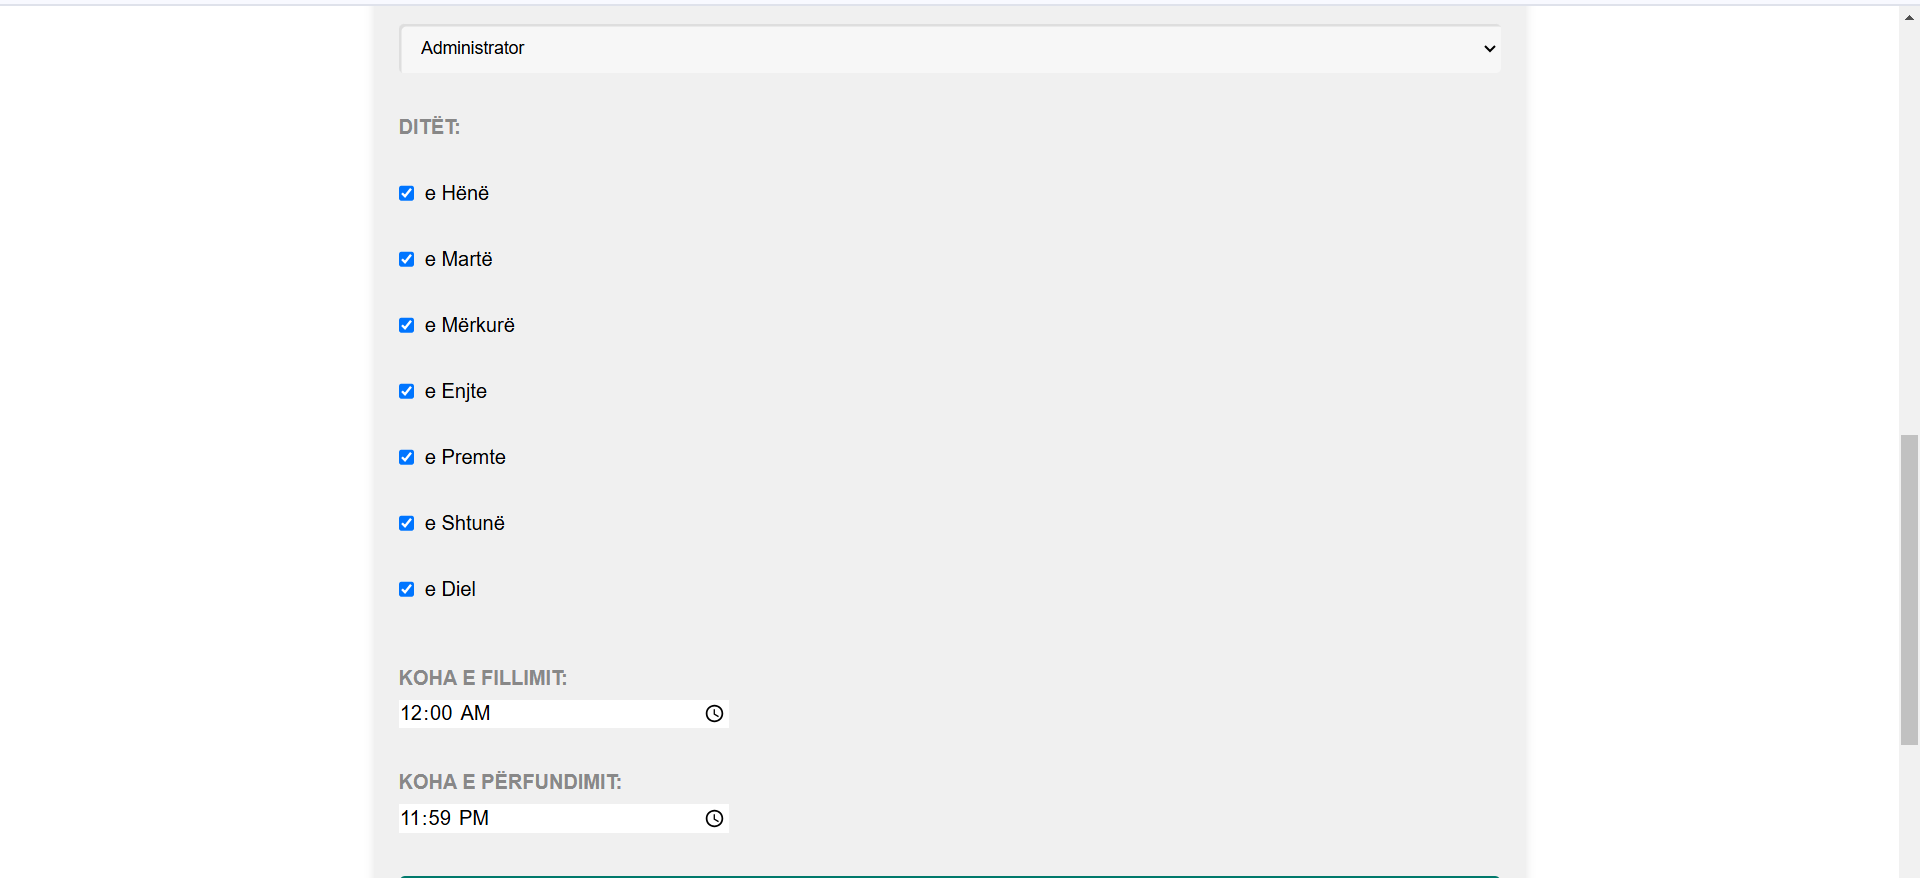 Administrator
DITËT:
e Hënë
e Martë
e Mërkurë
e Enjte
e Premte
e Shtunë
e Diel
KOHA E FILLIMIT:
12:00 AM
KOHA E PËRFUNDIMIT:
11:59 PM